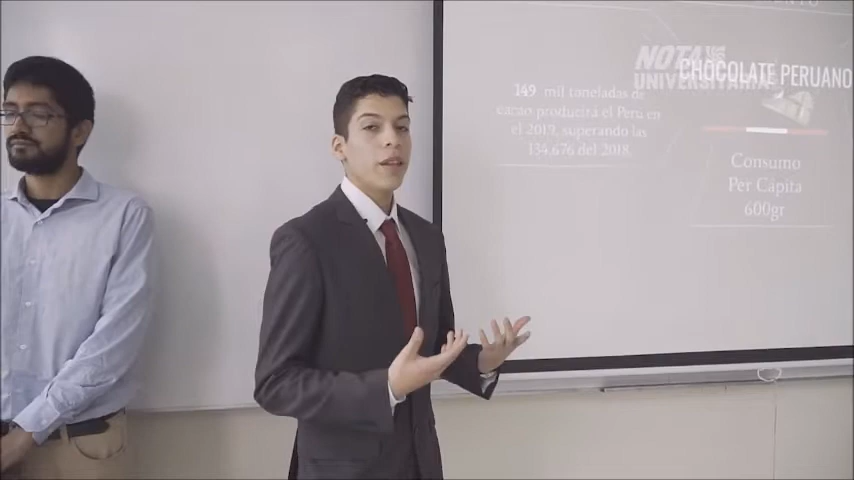 NOTA
UNIVERSITARIA
CHOCOLATE PERUANO
149 mil toneladas de
cacao producirá el Perú en
el 2019, superando las
134,676 del 2018
Consumo
Per Cápita
600gr